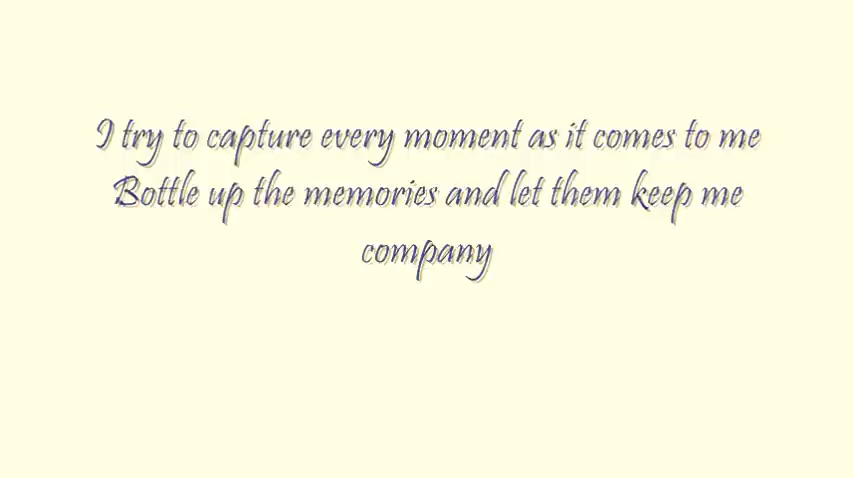 I try to capture every moment as it comes to me
Bottle up the memories and let them keep me
company